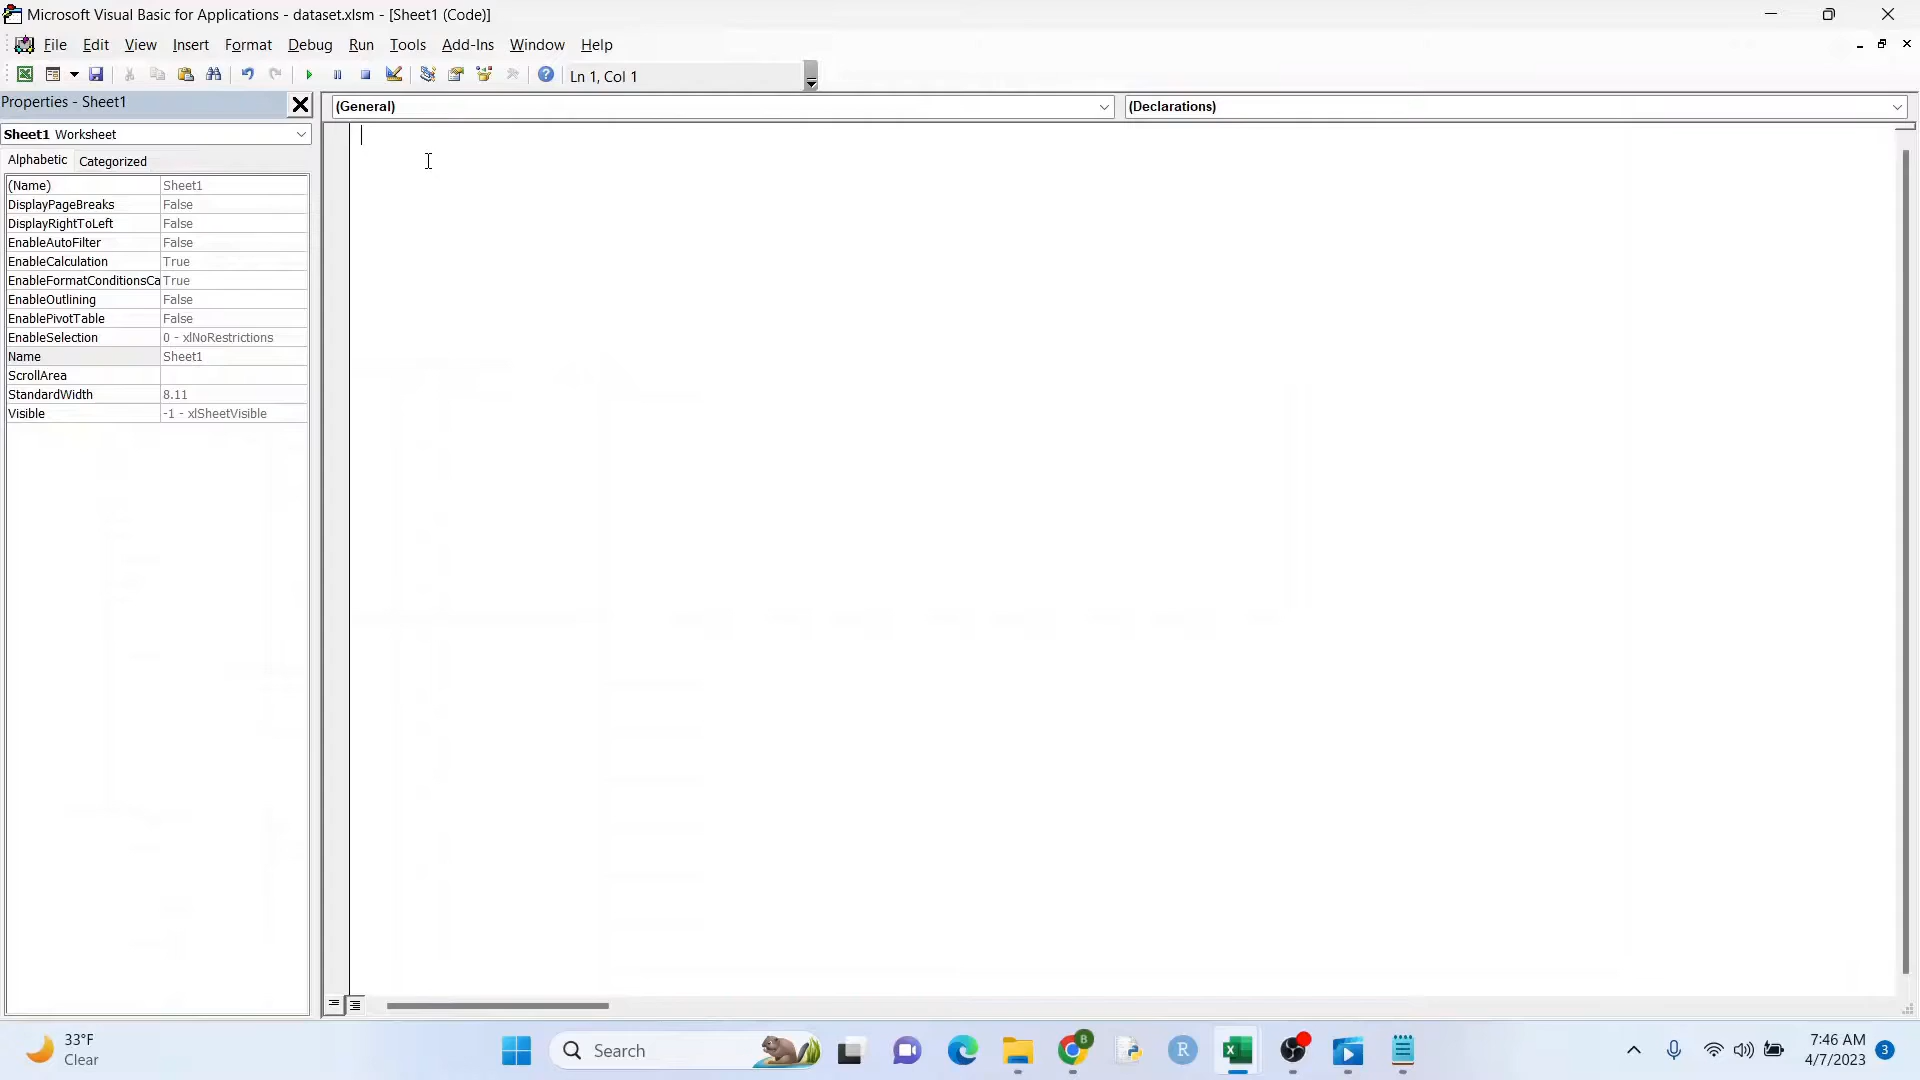 Microsoft Visual Basic for Applications - dataset.xlsm - [Sheet1 (Code)]
File Edit View Insert Format Debug Run Tools Add-Ins Window Help
Ln 1, Col 1
Properties - Sheet1
(General) (Declarations)
Sheet1 Worksheet
Alphabetic Categorized
(Name) Sheet1
DisplayPageBreaks False
DisplayRightToLeft False
EnableAutoFilter False
EnableCalculation True
EnableFormatConditionsCa True
EnableOutlining False
EnablePivotTable False
EnableSelection 0 - xlNoRestrictions
Name Sheet1
ScrollArea
StandardWidth 8.11
Visible -1 - xlSheetVisible
33°F
Clear
Search
B
R
7:46 AM
4/7/2023
3